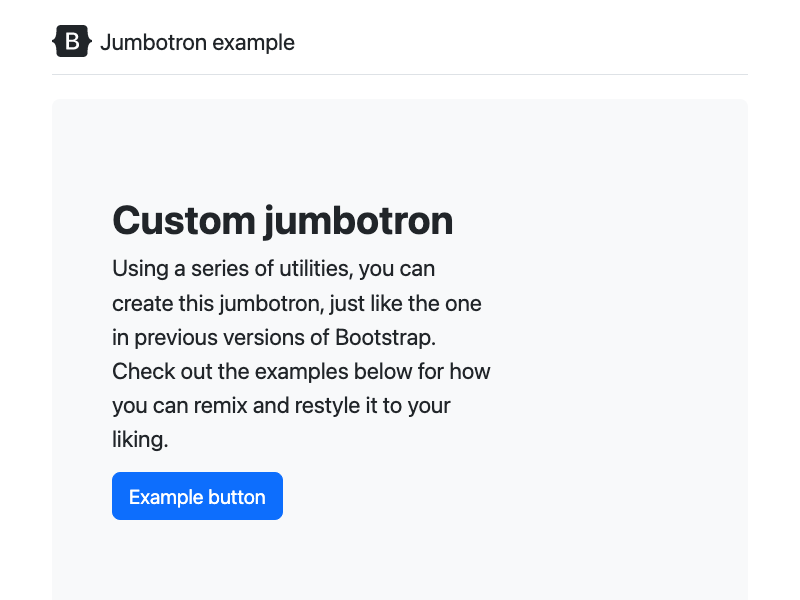 B Jumbotron example
Custom jumbotron
Using a series of utilities, you can
create this jumbotron, just like the one
in previous versions of Bootstrap.
Check out the examples below for how
you can remix and restyle it to your
liking.
Example button